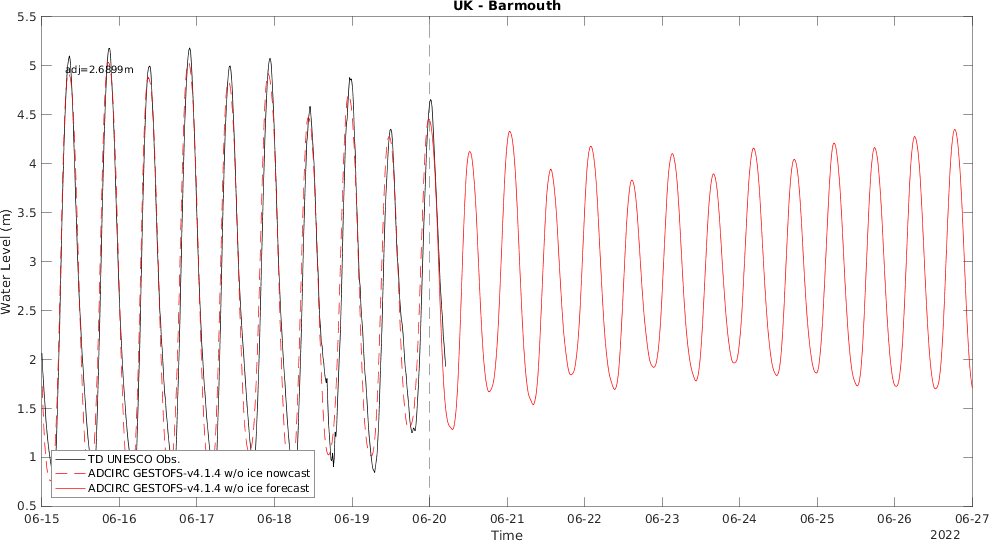 UK - Barmouth
5.5
5
4.5
4
3.5
3
2.5
2
1.5
1
0.5
Water Level (m)
adj=2.6899m
TD UNESCO Obs.
ADCIRC GESTOFS-v4.1.4 w/o ice nowcast
ADCIRC GESTOFS-v4.1.4 w/o ice forecast
06-15 06-16 06-17 06-18 06-19 06-20 06-21 06-22 06-23 06-24 06-25 06-26 06-27
Time
2022